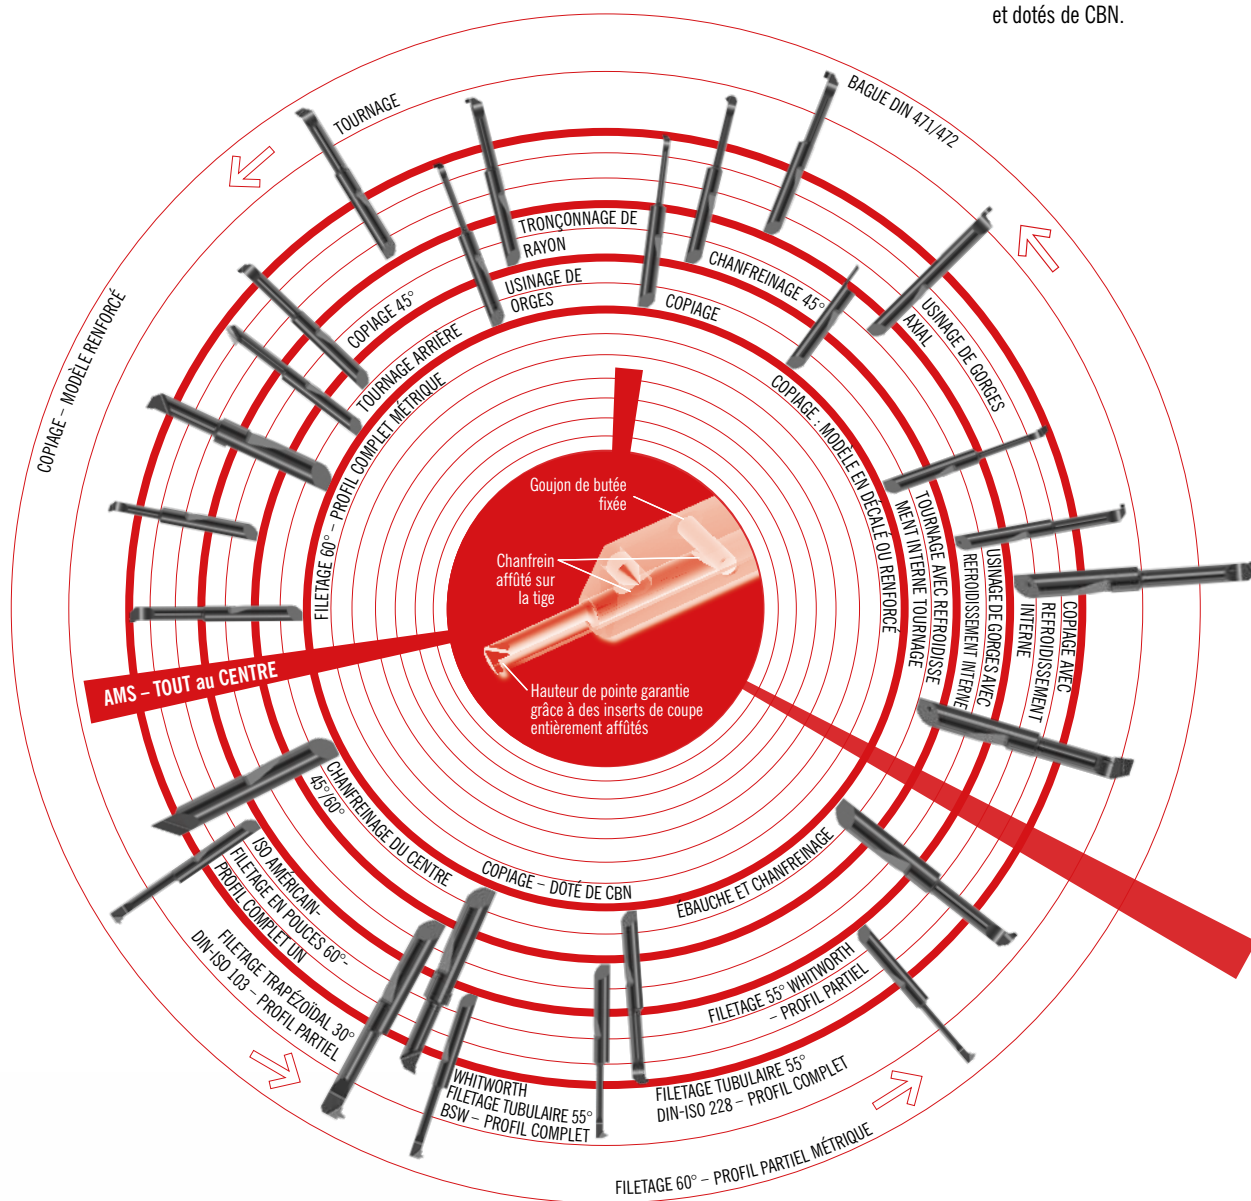 et dotés de CBN.
TOURNAGE
BAGUE DIN 471/472
TRONÇONNAGE DE
RAYON
CHANFREINAGE 45°
USINAGE DE
ORGES
COPIAGE
COPIAGE 45°
USINAGE DE GORGES
AXIAL
TOURNAGE ARRIÈRE
COPIAGE – MODÈLE RENFORCÉ
FILETAGE 60° – PROFIL COMPLET MÉTRIQUE
COPIAGE : MODÈLE EN DÉCALÉ OU RENFORCÉ
Goujon de butée
fixée
Chanfrein
affûté sur
la tige
Hauteur de pointe garantie
grâce à des inserts de coupe
entièrement affûtés
TOURNAGE AVEC REFROIDISSE
MENT INTERNE TOURNAGE
USINAGE DE GORGES AVEC
REFROIDISSEMENT INTERNE
COPIAGE AVEC
REFROIDISSEMENT
INTERNE
AMS – TOUT au CENTRE
CHANFREINAGE DU CENTRE
45°/60°
COPIAGE – DOTÉ DE CBN
ÉBAUCHE ET CHANFREINAGE
ISO AMÉRICAIN-
FILETAGE EN POUCES 60°-
PROFIL COMPLET UN
FILETAGE TRAPÉZOÏDAL 30°
DIN-ISO 103 – PROFIL PARTIEL
FILETAGE 55° WHITWORTH
– PROFIL PARTIEL
WHITWORTH
FILETAGE TUBULAIRE 55°
BSW – PROFIL COMPLET
FILETAGE TUBULAIRE 55°
DIN-ISO 228 – PROFIL COMPLET
FILETAGE 60° – PROFIL PARTIEL MÉTRIQUE